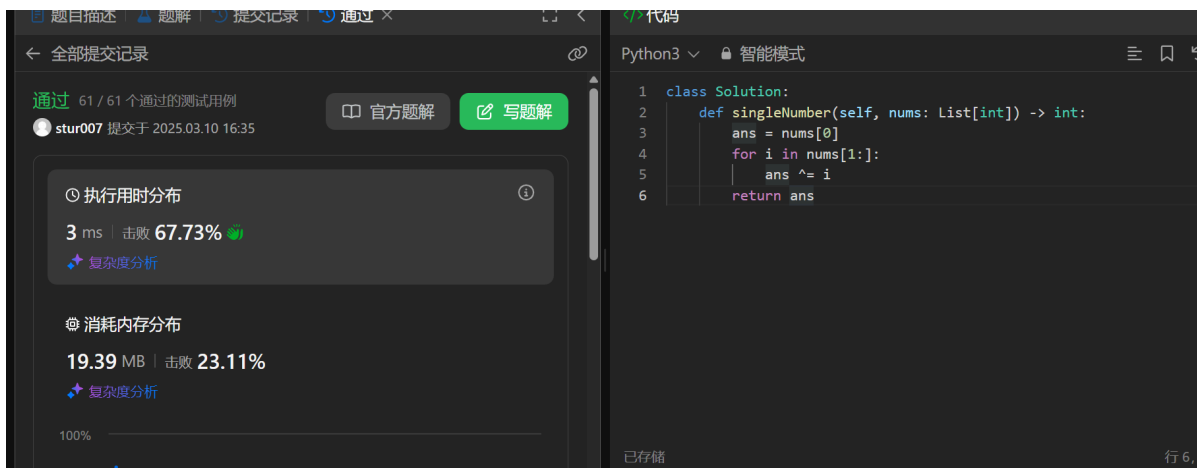 题目描述 题解 提交记录 通过
全部提交记录
通过 61 / 61 个通过的测试用例
stur007 提交于 2025.03.10 16:35
官方题解
写题解
执行用时分布
3 ms 击败 67.73%
复杂度分析
消耗内存分布
19.39 MB 击败 23.11%
复杂度分析
100%
</>代码
Python3 智能模式
1 class Solution:
2 def singleNumber(self, nums: List[int]) -> int:
3 ans = nums[0]
4 for i in nums[1:]:
5 ans ^= i
6 return ans
已存储
行 6,